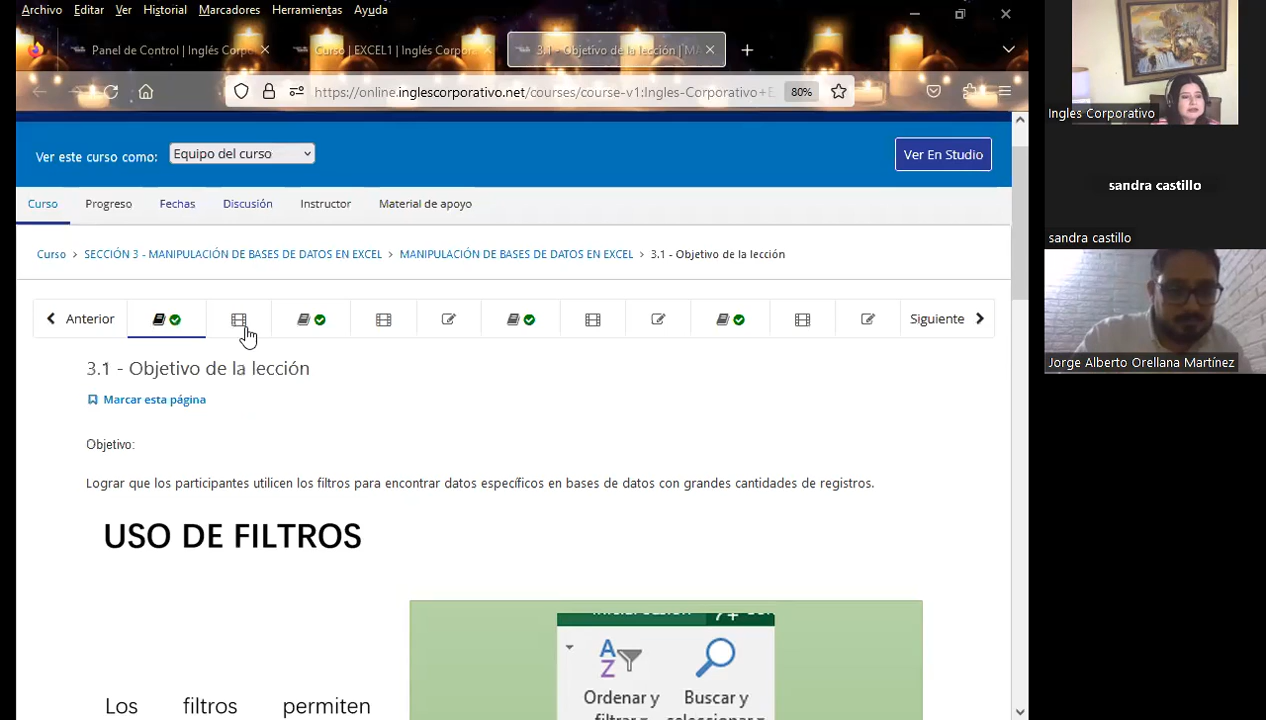 Archivo Editar Ver Historial Marcadores Herramientas Ayuda
Panel de Control | Inglés Corpo
Curso | EXCEL1 | Inglés Corpora
3.1 - Objetivo de la lección | MA
https://online.inglescorporativo.net/courses/course-v1:Ingles-Corporativo+E
80%
Ver este curso como: Equipo del curso
Ver En Studio
Curso Progreso Fechas Discusión Instructor Material de apoyo
Curso > SECCIÓN 3 - MANIPULACIÓN DE BASES DE DATOS EN EXCEL > MANIPULACIÓN DE BASES DE DATOS EN EXCEL > 3.1 - Objetivo de la lección
Anterior
Siguiente
3.1 - Objetivo de la lección
Marcar esta página
Objetivo:
Lograr que los participantes utilicen los filtros para encontrar datos específicos en bases de datos con grandes cantidades de registros.
USO DE FILTROS
Los filtros permiten
A
Z
Ordenar y
filtrar
Buscar y
seleccionar
Ingles Corporativo
sandra castillo
sandra castillo
Jorge Alberto Orellana Martínez